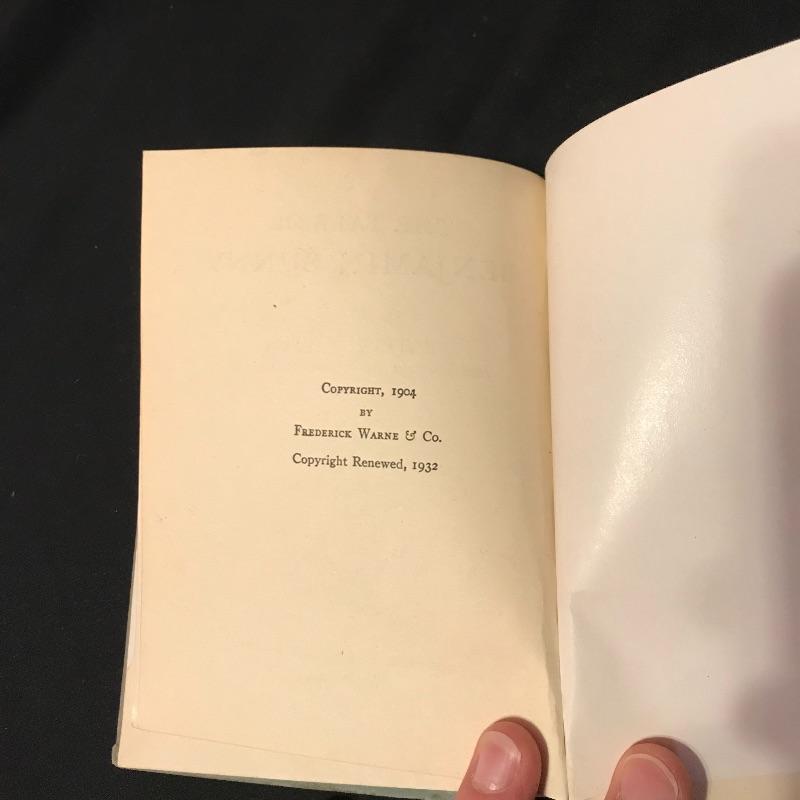 Copyright, 1904
by
Frederick Warne & Co.
Copyright Renewed, 1932